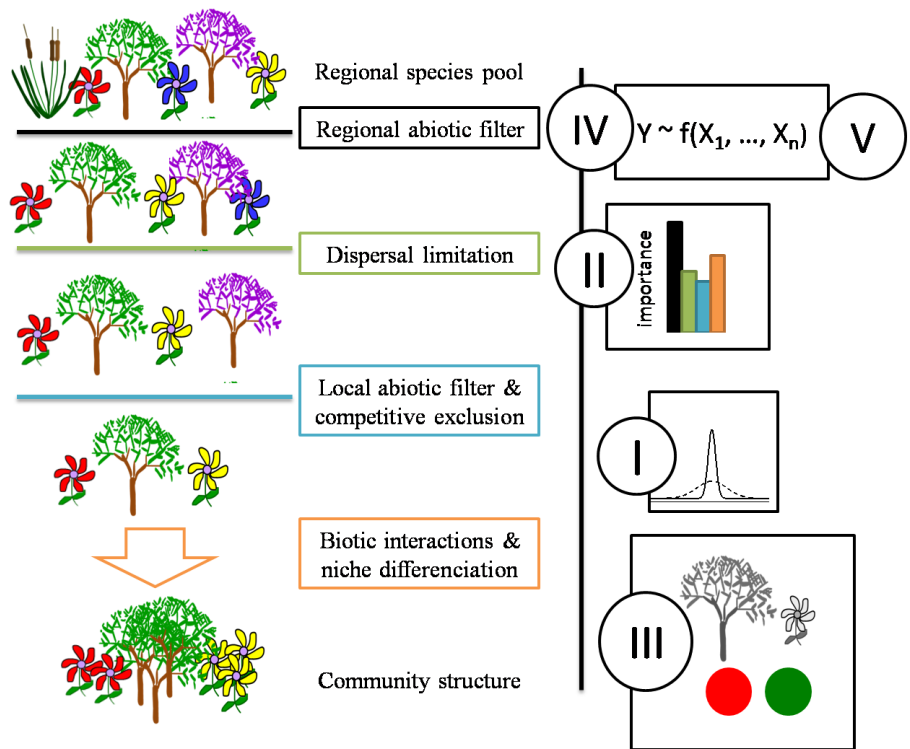 Regional species pool
Regional abiotic filter
Dispersal limitation
Local abiotic filter &
competitive exclusion
Biotic interactions &
niche differenciation
Community structure
IV
Y ~ f(X₁, ..., Xₙ)
V
II
importance
I
III